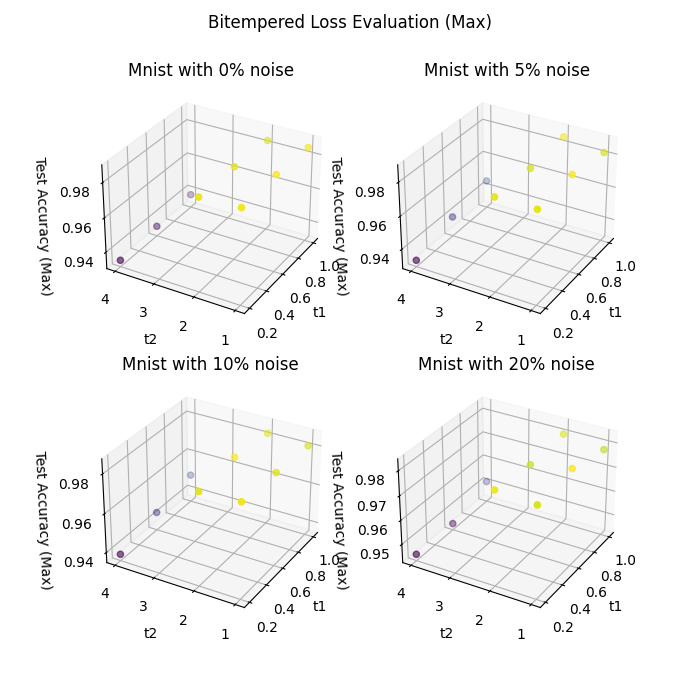 Bitempered Loss Evaluation (Max)
Mnist with 0% noise
Test Accuracy (Max)
0.98
0.96
0.94
4
3
2
1
t2
0.2
0.4
0.6
0.8
1.0
t1
Mnist with 5% noise
Test Accuracy (Max)
0.98
0.96
0.94
4
3
2
1
t2
0.2
0.4
0.6
0.8
1.0
t1
Mnist with 10% noise
Test Accuracy (Max)
0.98
0.96
0.94
4
3
2
1
t2
0.2
0.4
0.6
0.8
1.0
t1
Mnist with 20% noise
Test Accuracy (Max)
0.98
0.97
0.96
0.95
4
3
2
1
t2
0.2
0.4
0.6
0.8
1.0
t1